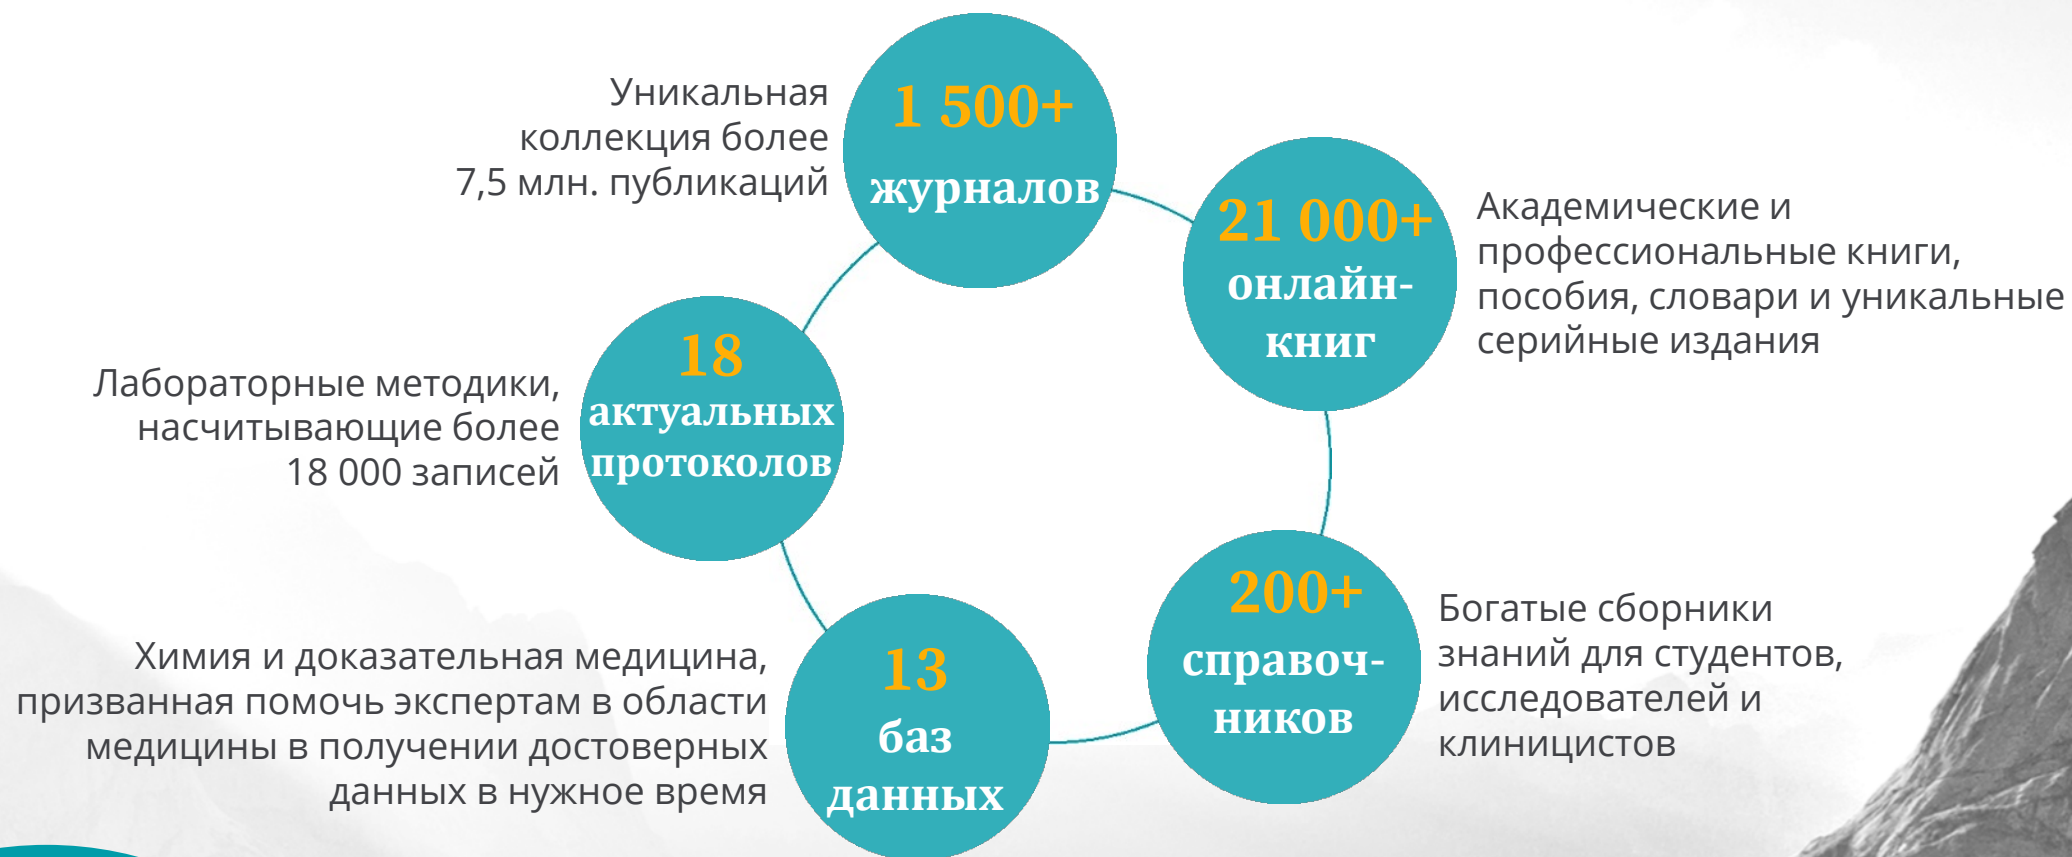 Уникальная
коллекция более
7,5 млн. публикаций
1 500+
журналов
21 000+
онлайн-
книг
Академические и
профессиональные книги,
пособия, словари и уникальные
серийные издания
Лабораторные методики,
насчитывающие более
18 000 записей
18
актуальных
протоколов
200+
справоч-
ников
Богатые сборники
знаний для студентов,
исследователей и
клиницистов
Химия и доказательная медицина,
призванная помочь экспертам в области
медицины в получении достоверных
данных в нужное время
13
баз
данных